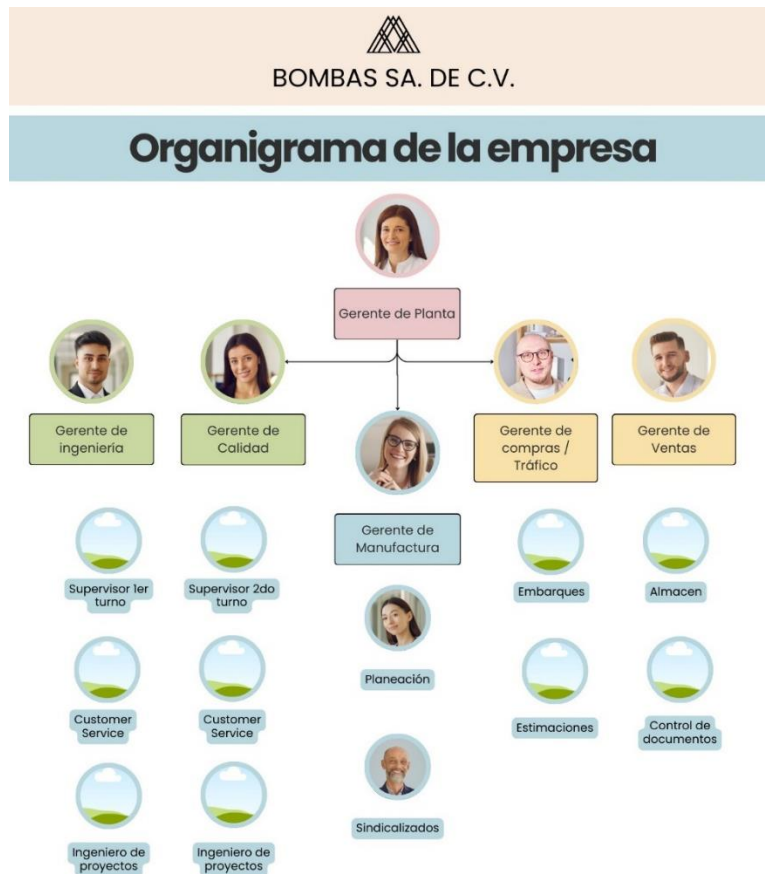 BOMBAS SA. DE C.V.
Organigrama de la empresa
Gerente de Planta
Gerente de
ingeniería
Gerente de
Calidad
Gerente de
compras /
Tráfico
Gerente de
Ventas
Gerente de
Manufactura
Supervisor 1er
turno
Supervisor 2do
turno
Embarques
Almacen
Planeación
Customer
Service
Customer
Service
Estimaciones
Control de
documentos
Sindicalizados
Ingeniero de
proyectos
Ingeniero de
proyectos